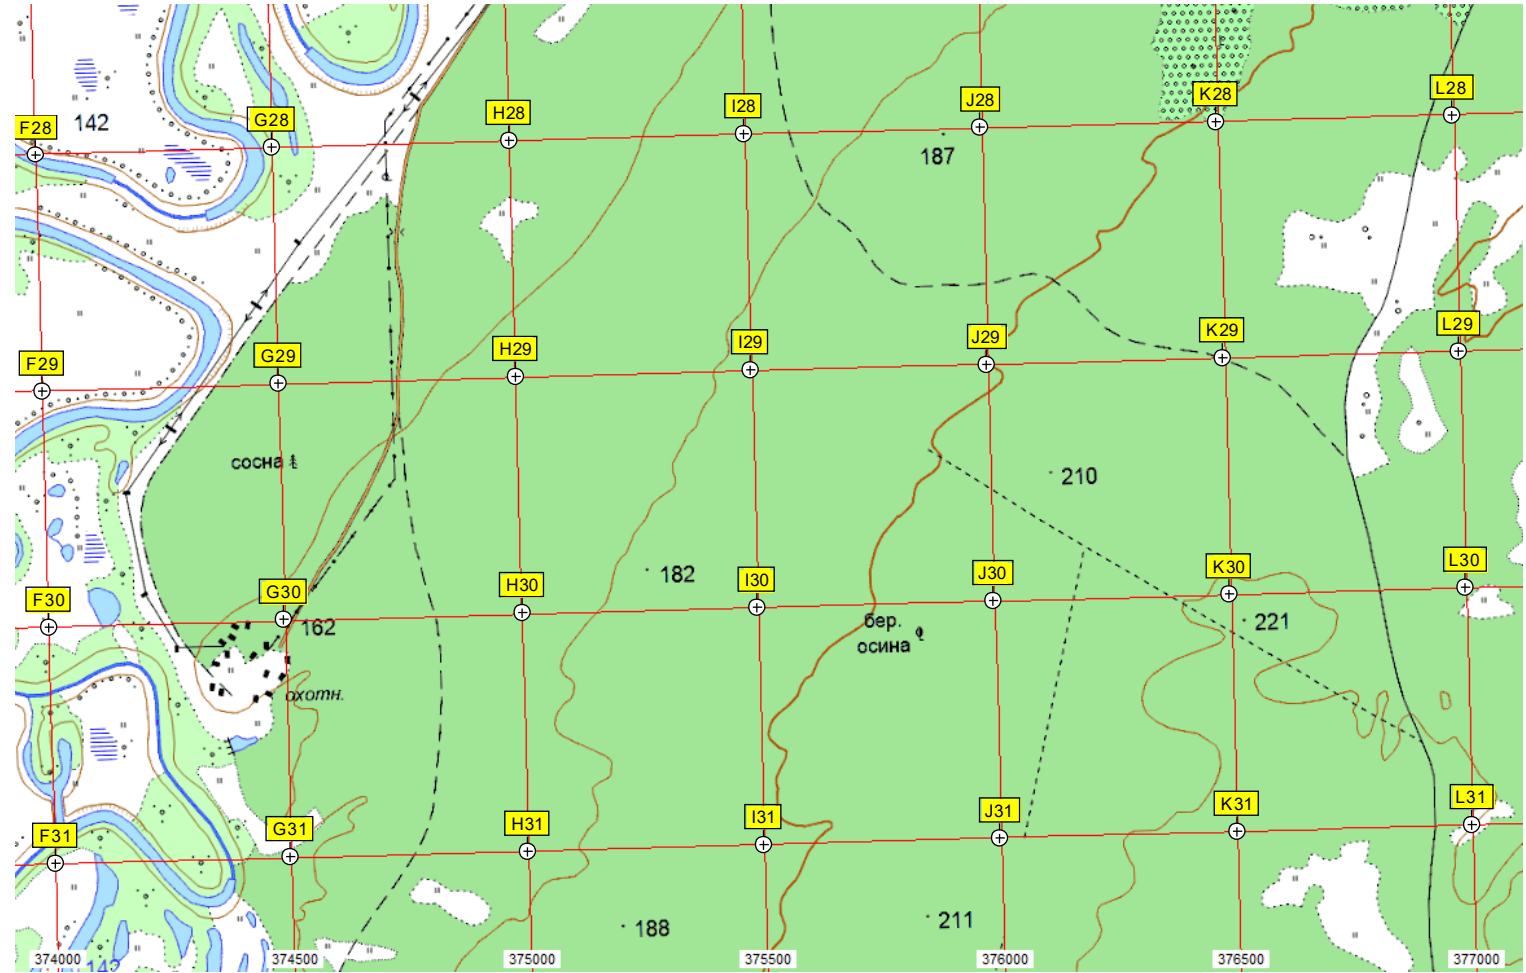 F28
142
G28
H28
I28
J28
187
K28
L28
F29
G29
H29
I29
J29
K29
L29
сосна
210
F30
G30
H30
182
I30
J30
K30
L30
162
бер.
осина
221
охотн.
F31
G31
H31
I31
J31
K31
L31
188
211
374000
142
374500
375000
375500
376000
376500
377000